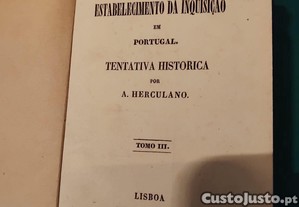 ESTABELECIMENTO DA INQUISIÇÃO
EM
PORTUGAL.
TENTATIVA HISTORICA
POR
A. HERCULANO.
TOMO III.
LISBOA
CustoJusto.pt